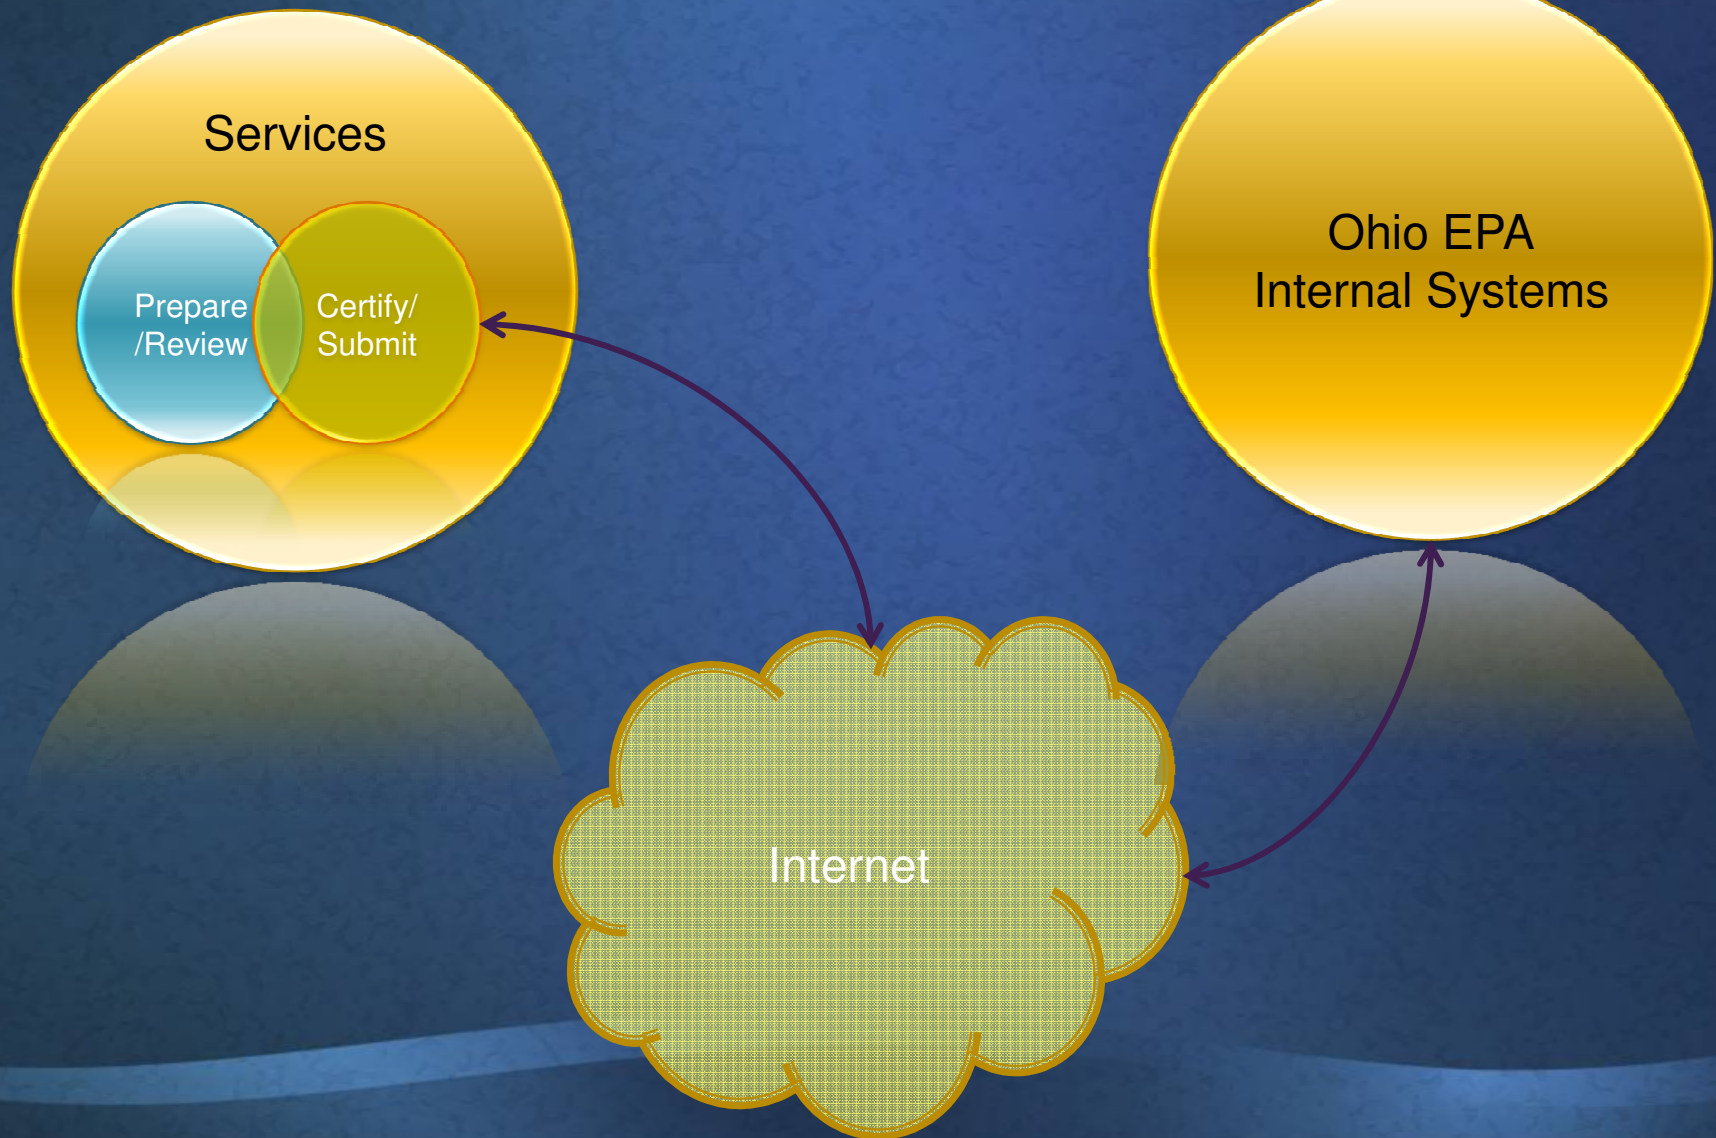 Services
Prepare
/Review
Certify/
Submit
Ohio EPA
Internal Systems
Internet